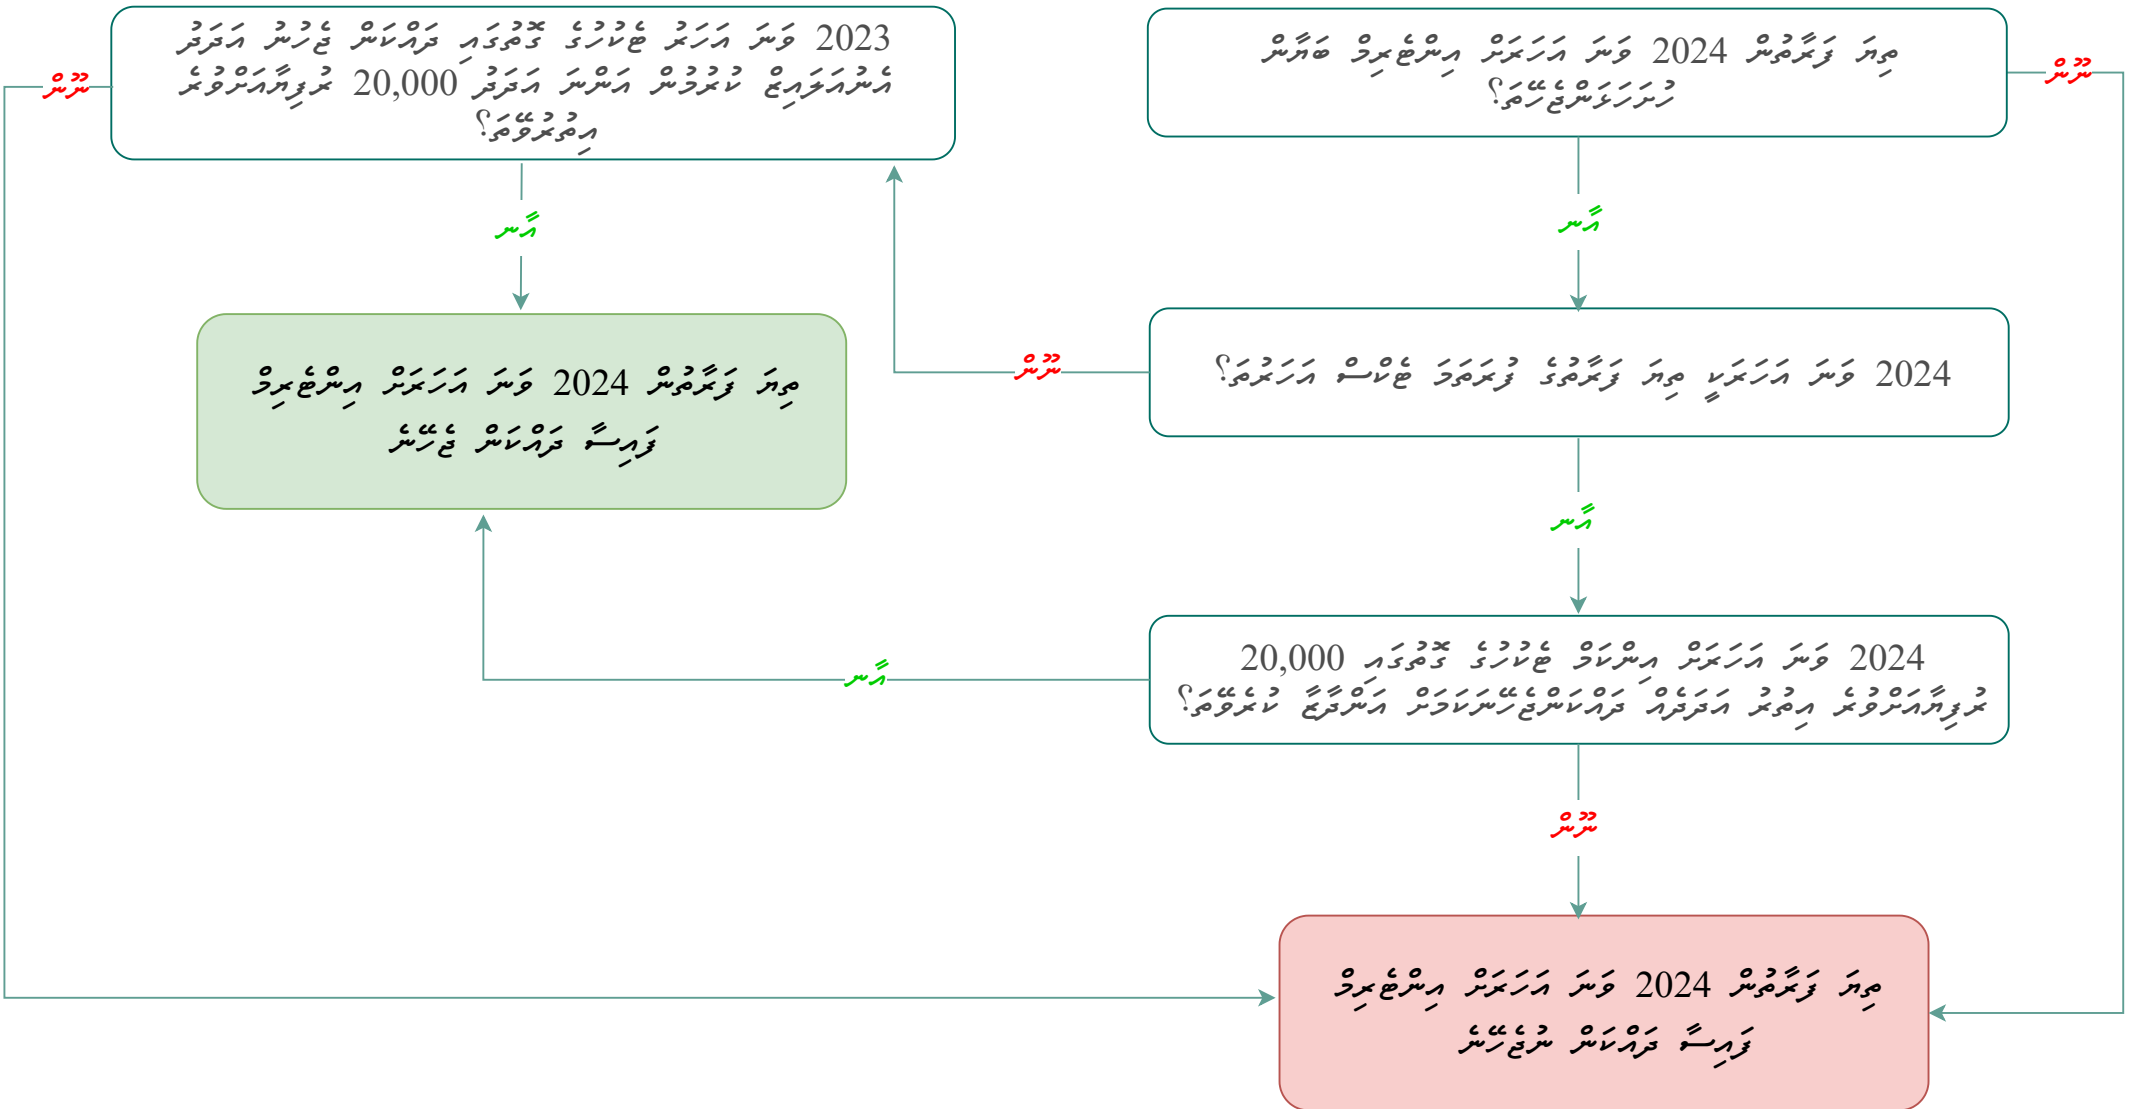 ތިޔަ ފަރާތުން 2024 ވަނަ އަހަރަށް އިންޓެރިމް ބަޔާން
ހުށަހަޅަންޖެހޭތަ؟
ނޫން
އާނ
2024 ވަނަ އަހަރަކީ ތިޔަ ފަރާތުގެ ފުރަތަމަ ޓެކްސް އަހަރުތަ؟
ނޫން
އާނ
2024 ވަނަ އަހަރަށް އިންކަމް ޓެކުހުގެ ގޮތުގައި 20,000
ރުފިޔާއަށްވުރެ އިތުރު އަދަދެއް ދައްކަންޖެހޭނަކަމަށް އަންދާޒާ ކުރެވޭތަ؟
އާނ
ނޫން
ތިޔަ ފަރާތުން 2024 ވަނަ އަހަރަށް އިންޓެރިމް
ފައިސާ ދައްކަން ނުޖެހޭނެ
2023 ވަނަ އަހަރު ޓެކުހުގެ ގޮތުގައި ދައްކަން ޖެހުނު އަދަދު
އެނުއަލައިޒް ކުރުމުން އަންނަ އަދަދު 20,000 ރުފިޔާއަށްވުރެ
އިތުރުވޭތަ؟
ނޫން
އާނ
ތިޔަ ފަރާތުން 2024 ވަނަ އަހަރަށް އިންޓެރިމް
ފައިސާ ދައްކަން ޖެހޭނެ